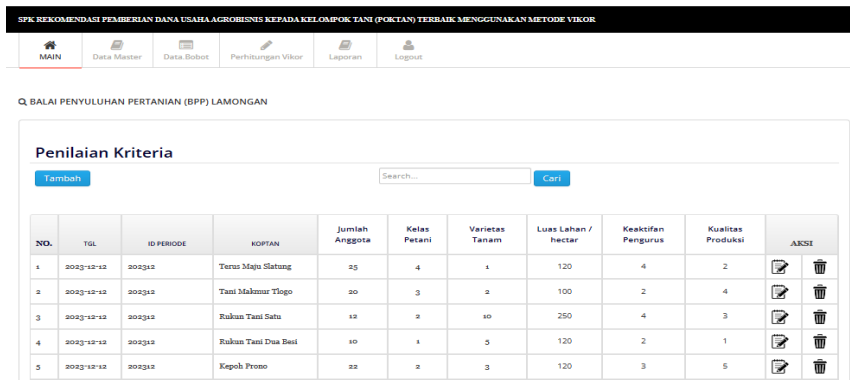 SPK REKOMENDASI PEMBERIAN DANA USAHA AGROBISNIS KEPADA KELOMPOK TANI (POKTAN) TERBAIK MENGGUNAKAN METODE VIKOR
MAIN Data Master Data.Bobot Perhitungan Vikor Laporan Logout
BALAI PENYULUHAN PERTANIAN (BPP) LAMONGAN
Penilaian Kriteria
Tambah Search... Cari
NO. TGL ID PERIODE KOPTAN Jumlah Anggota Kelas Petani Varietas Tanam Luas Lahan / hectar Keaktifan Pengurus Kualitas Produksi AKSI
1 2023-12-12 202312 Terus Maju Slatung 25 4 1 120 4 2
2 2023-12-12 202312 Tani Makmur Tlogo 20 3 2 100 2 4
3 2023-12-12 202312 Rukun Tani Satu 12 2 10 250 4 3
4 2023-12-12 202312 Rukun Tani Dua Besi 10 1 5 120 2 1
5 2023-12-12 202312 Kepoh Prono 22 2 3 120 3 5